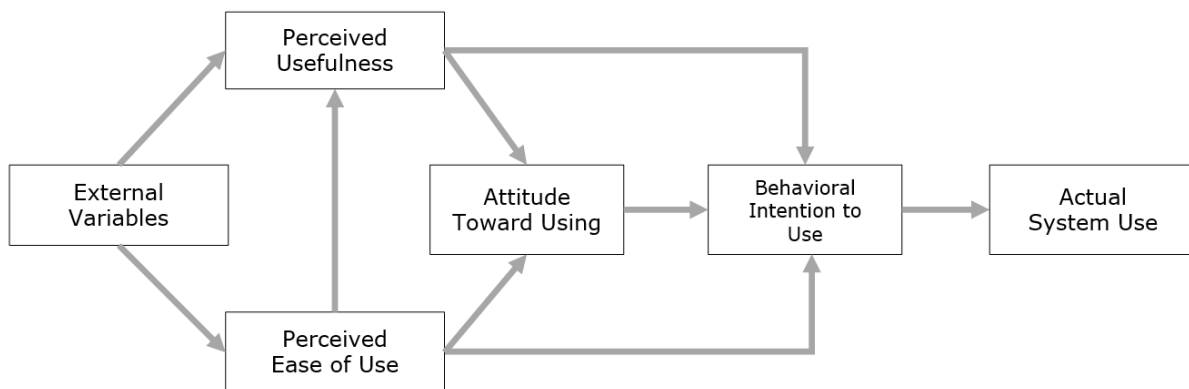 Perceived
Usefulness
External
Variables
Attitude
Toward Using
Behavioral
Intention to
Use
Actual
System Use
Perceived
Ease of Use